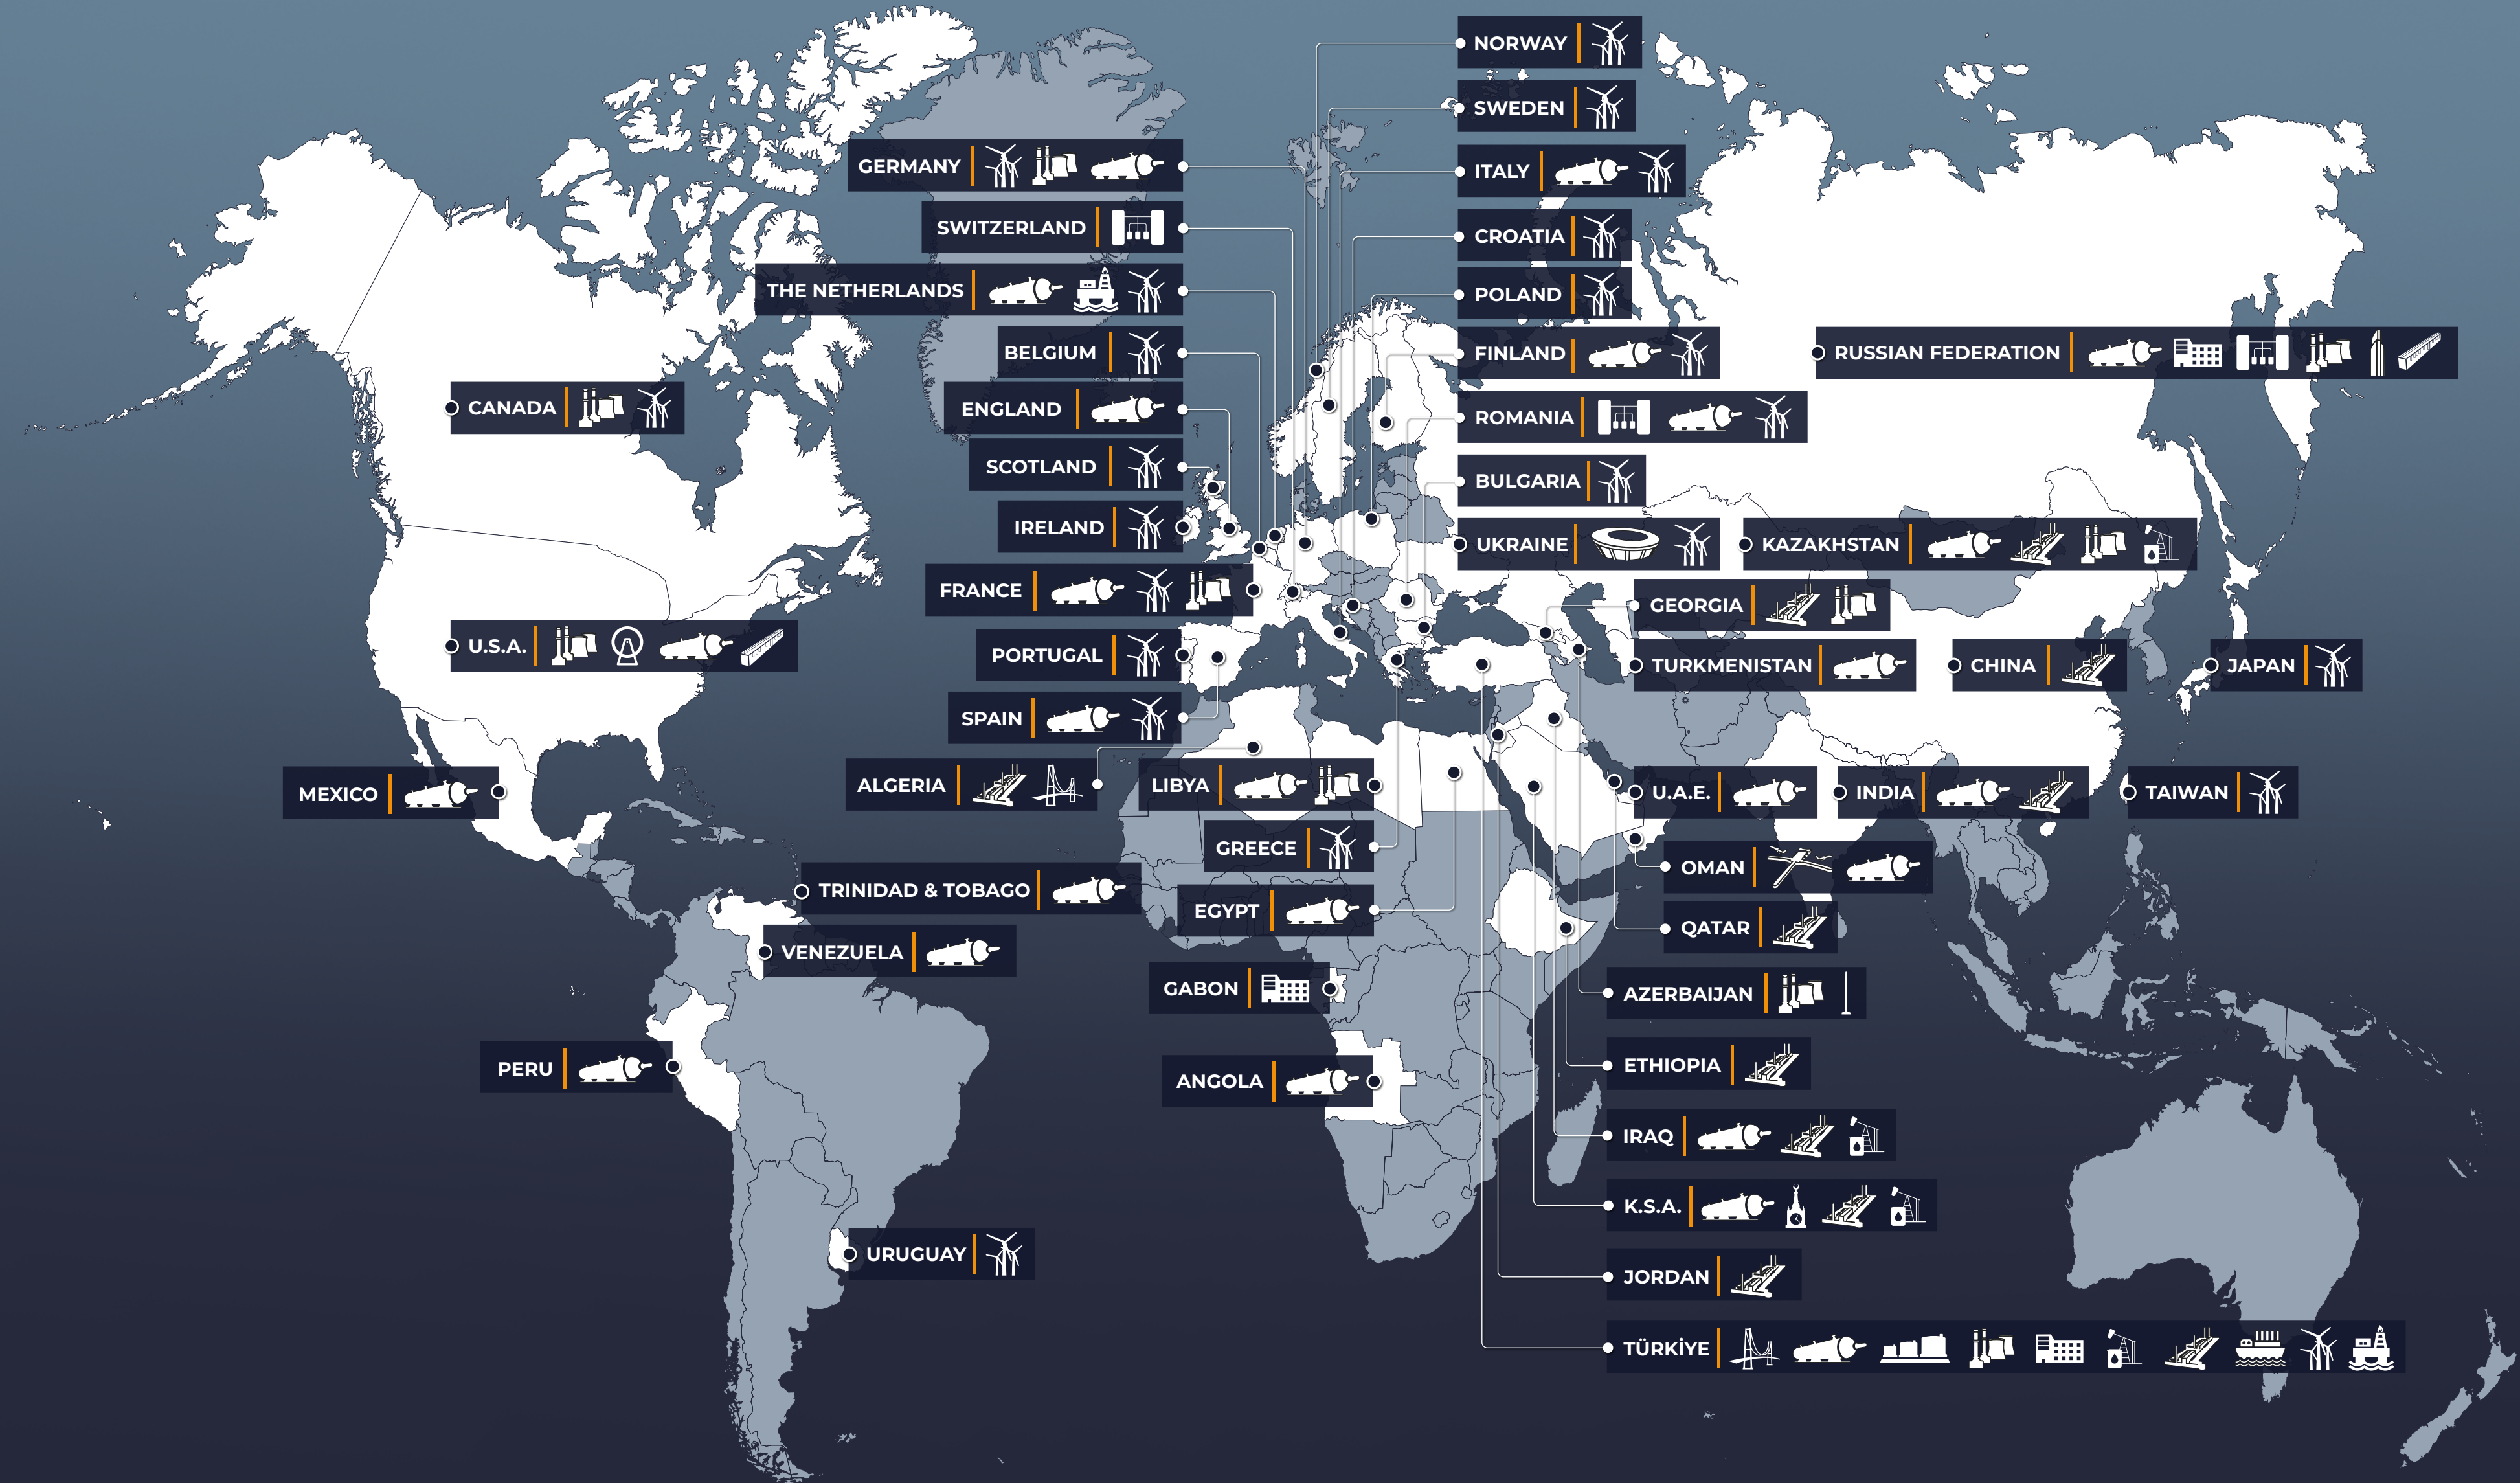 NORWAY
SWEDEN
GERMANY
ITALY
SWITZERLAND
CROATIA
THE NETHERLANDS
POLAND
BELGIUM
FINLAND
RUSSIAN FEDERATION
CANADA
ENGLAND
ROMANIA
SCOTLAND
BULGARIA
IRELAND
UKRAINE
KAZAKHSTAN
FRANCE
GEORGIA
U.S.A.
PORTUGAL
TURKMENISTAN
CHINA
JAPAN
SPAIN
MEXICO
ALGERIA
LIBYA
U.A.E.
INDIA
TAIWAN
GREECE
OMAN
TRINIDAD & TOBAGO
EGYPT
QATAR
VENEZUELA
GABON
AZERBAIJAN
PERU
ANGOLA
ETHIOPIA
IRAQ
K.S.A.
URUGUAY
JORDAN
TÜRKİYE